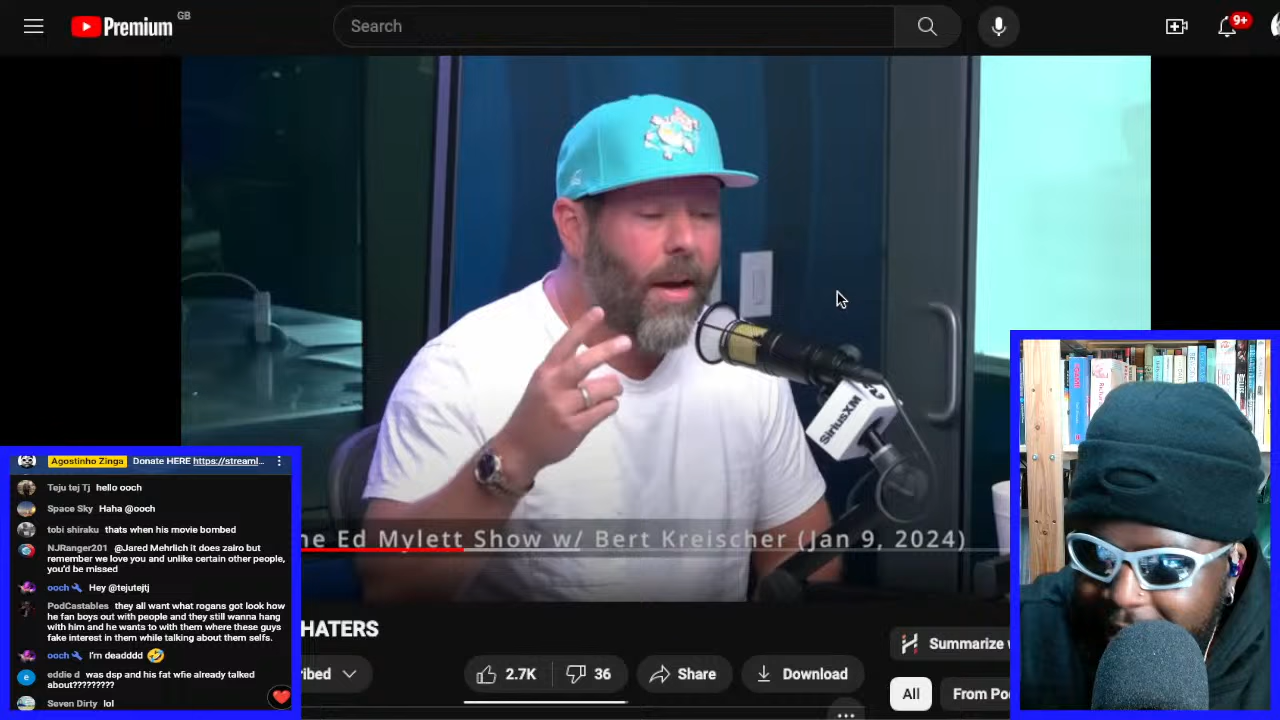 Premium
GB
Search
9+
SiriusXM
ne Ed Mylett Show w/ Bert Kreischer (Jan 9, 2024)
HATERS
Summarize
ribed
2.7K
36
Share
Download
All
From Po
Agostinho Zinga Donate HERE https://streaml...
Teju tej Tj hello ooch
Space Sky Haha @ooch
tobi shiraku thats when his movie bombed
NJRanger201 @Jared Mehrlich it does zairo but
remember we love you and unlike certain other people,
you'd be missed
ooch Hey @tejutejtj
PodCastables they all want what rogans got look how
he fan boys out with people and they still wanna hang
with him and he wants to with them where these guys
fake interest in them while talking about them selfs.
ooch I'm deadddd
eddie d was dsp and his fat wfie already talked
about?????????
Seven Dirty lol